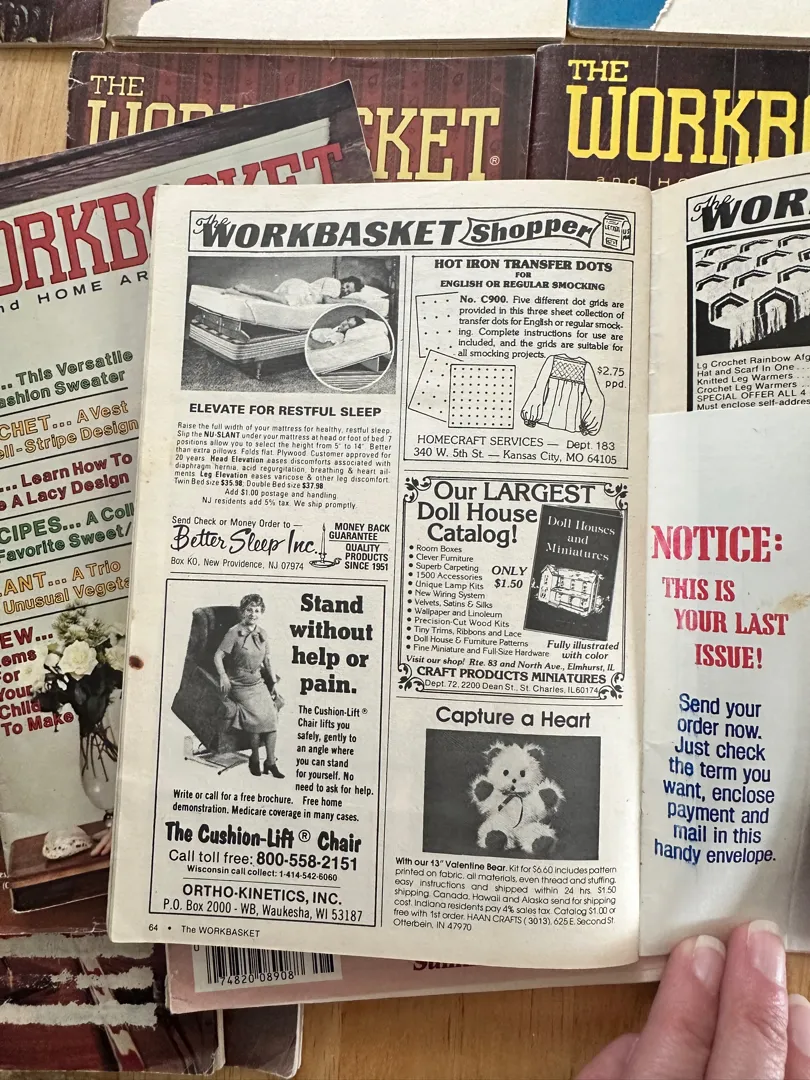 THE
WORKBASKET®
THE
WORKB
and H
ORKBASKET
nd HOME AR
... This Versatile
ashion Sweater
CHET... A Vest
ell-Stripe Design
... Learn How To
e A Lacy Design
CIPES... A Coll
Favorite Sweet/
LANT... A Trio
Unusual Vegeta
EW...
ems
For
Your
Child
To Make
The WORKBASKET Shopper
ELEVATE FOR RESTFUL SLEEP
Raise the full width of your mattress for healthy, restful sleep.
Slip the NU-SLANT under your mattress at head or foot of bed. 7
positions allow you to select the height from 5" to 14". Better
than extra pillows. Folds flat. Plywood. Customer approved for
20 years. Head Elevation eases discomforts associated with
diaphragm hernia, acid regurgitation, breathing & heart ail-
ments. Leg Elevation eases varicose & other leg discomfort.
Twin Bed size $35.98; Double Bed size $37.98
Add $1.00 postage and handling
NJ residents add 5% tax. We ship promptly.
Send Check or Money Order to —
Better Sleep Inc.
Box KO, New Providence, NJ 07974
MONEY BACK
GUARANTEE
QUALITY
PRODUCTS
SINCE 1951
Stand
without
help or
pain.
The Cushion-Lift®
Chair lifts you
safely, gently to
an angle where
you can stand
for yourself. No
need to ask for help.
Write or call for a free brochure. Free home
demonstration. Medicare coverage in many cases.
The Cushion-Lift® Chair
Call toll free: 800-558-2151
Wisconsin call collect: 1-414-542-6060
ORTHO-KINETICS, INC.
P.O. Box 2000 - WB, Waukesha, WI 53187
64 • The WORKBASKET
HOT IRON TRANSFER DOTS
FOR
ENGLISH OR REGULAR SMOCKING
No. C900. Five different dot grids are
provided in this three sheet collection of
transfer dots for English or regular smock-
ing. Complete instructions for use are
included, and the grids are suitable for
all smocking projects.
$2.75
ppd.
HOMECRAFT SERVICES — Dept. 183
340 W. 5th St. — Kansas City, MO 64105
Our LARGEST
Doll House
Catalog!
• Room Boxes
• Clever Furniture
• Superb Carpeting
• 1500 Accessories
• Unique Lamp Kits
• New Wiring System
• Velvets, Satins & Silks
• Wallpaper and Linoleum
• Precision-Cut Wood Kits
• Tiny Trims, Ribbons and Lace
• Doll House & Furniture Patterns
• Fine Miniature and Full-Size Hardware
ONLY
$1.50
Doll Houses
and
Miniatures
Fully illustrated
with color
Visit our shop! Rte. 83 and North Ave., Elmhurst, IL
CRAFT PRODUCTS MINIATURES
Dept. 72, 2200 Dean St., St. Charles, IL 60174
Capture a Heart
With our 13" Valentine Bear. Kit for $6.60 includes pattern
printed on fabric, all materials, even thread and stuffing,
easy instructions and shipped within 24 hrs. $1.50
shipping. Canada, Hawaii and Alaska send for shipping
cost. Indiana residents pay 4% sales tax. Catalog $1.00 or
free with 1st order. HAAN CRAFTS (3013), 625 E. Second St.
Otterbein, IN 47970
The WOR
Lg Crochet Rainbow Afg
Hat and Scarf In One
Knitted Leg Warmers
Crochet Leg Warmers
SPECIAL OFFER ALL 4
Must enclose self-addres
NOTICE:
THIS IS
YOUR LAST
ISSUE!
Send your
order now.
Just check
the term you
want, enclose
payment and
mail in this
handy envelope.
74820 08908